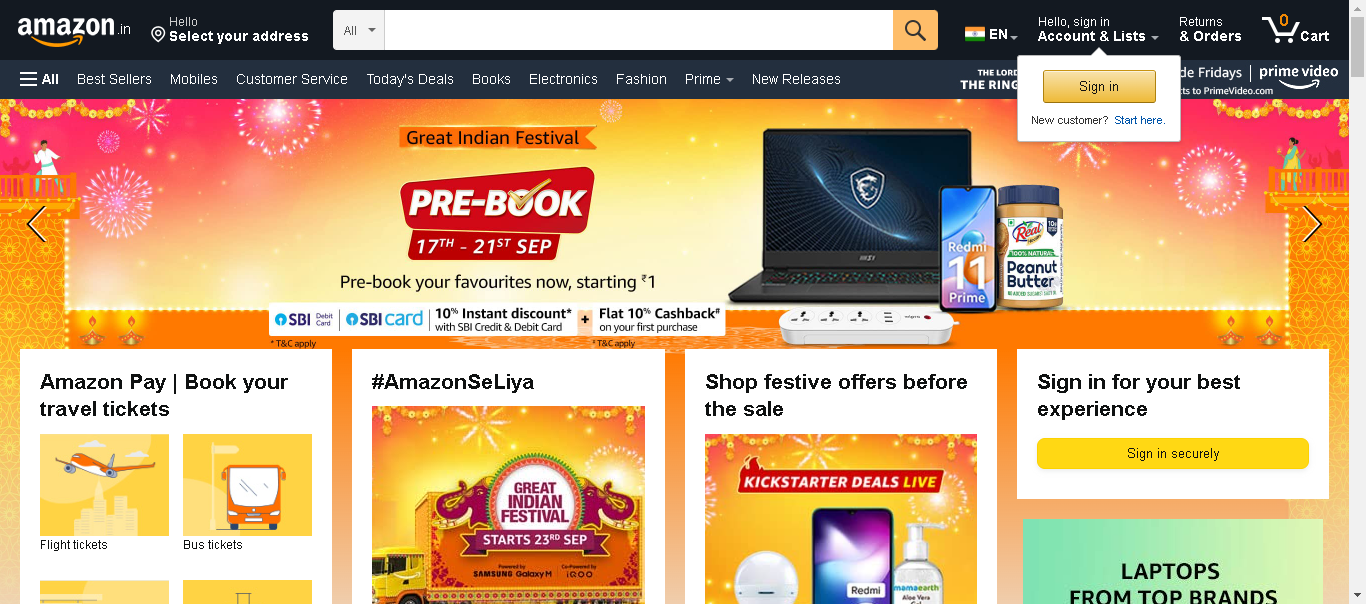 amazon.in
Hello
Select your address
All
EN
Hello, sign in
Account & Lists
Returns
& Orders
0
Cart
All
Best Sellers
Mobiles
Customer Service
Today's Deals
Books
Electronics
Fashion
Prime
New Releases
THE LORD
THE RING
de Fridays
prime video
cts to PrimeVideo.com
Sign in
New customer? Start here.
Great Indian Festival
PRE-BOOK
17TH - 21ST SEP
Pre-book your favourites now, starting ₹1
SBI Debit Card
SBI card
10% Instant discount*
with SBI Credit & Debit Card
+
Flat 10% Cashback#
on your first purchase
* T&C apply
# T&C apply
msi
Redmi
11
Prime
Real
100% NATURAL
Peanut
Butter
Amazon Pay | Book your
travel tickets
Flight tickets
Bus tickets
#AmazonSeLiya
GREAT
INDIAN
FESTIVAL
STARTS 23RD SEP
Powered by
SAMSUNG Galaxy M
Co-Powered by
iQOO
Shop festive offers before
the sale
KICKSTARTER DEALS LIVE
Redmi
mamaearth
Aloe Vera
Sign in for your best
experience
Sign in securely
LAPTOPS
FROM TOP BRANDS